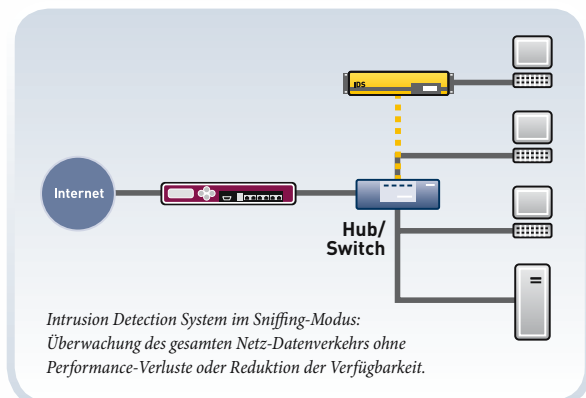 IDS
Internet
Hub/
Switch
Intrusion Detection System im Sniffing-Modus:
Überwachung des gesamten Netz-Datenverkehrs ohne
Performance-Verluste oder Reduktion der Verfügbarkeit.